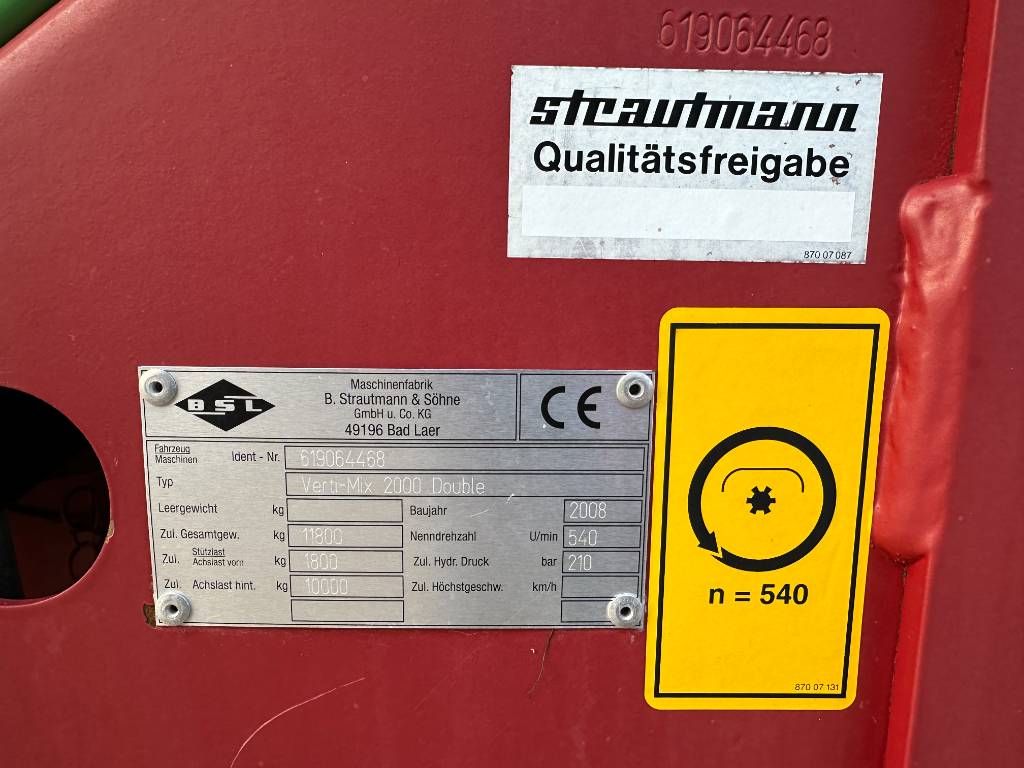 619064468
strautmann
Qualitätsfreigabe
870 07 087
BSL
Maschinenfabrik
B. Strautmann & Söhne
GmbH u. Co. KG
49196 Bad Laer
CE
Fahrzeug
Maschinen Ident - Nr. 619064468
Typ Verti-Mix 2000 Double
Leergewicht kg Baujahr 2008
Zul. Gesamtgew. kg 11800 Nenndrehzahl U/min 540
Zul. Stützlast
Achslast vorn kg 1800 Zul. Hydr. Druck bar 210
Zul. Achslast hint. kg 10000 Zul. Höchstgeschw. km/h
n = 540
870 07 131